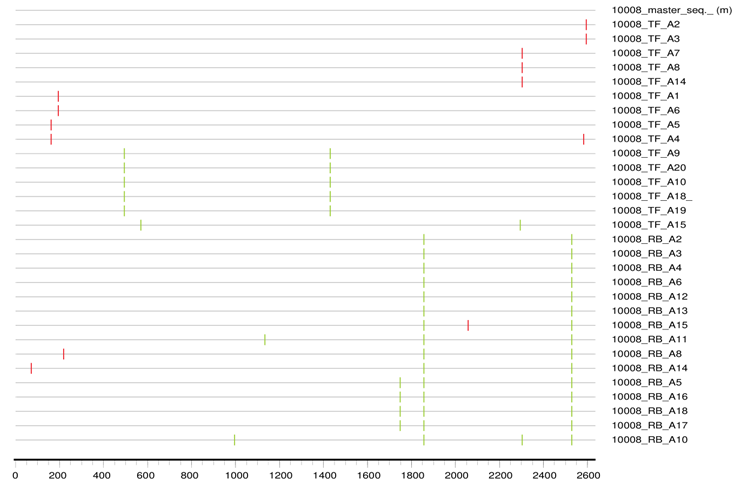 10008_master_seq._ (m)
10008_TF_A2
10008_TF_A3
10008_TF_A7
10008_TF_A8
10008_TF_A14
10008_TF_A1
10008_TF_A6
10008_TF_A5
10008_TF_A4
10008_TF_A9
10008_TF_A20
10008_TF_A10
10008_TF_A18_
10008_TF_A19
10008_TF_A15
10008_RB_A2
10008_RB_A3
10008_RB_A4
10008_RB_A6
10008_RB_A12
10008_RB_A13
10008_RB_A15
10008_RB_A11
10008_RB_A8
10008_RB_A14
10008_RB_A5
10008_RB_A16
10008_RB_A18
10008_RB_A17
10008_RB_A10
0 200 400 600 800 1000 1200 1400 1600 1800 2000 2200 2400 2600